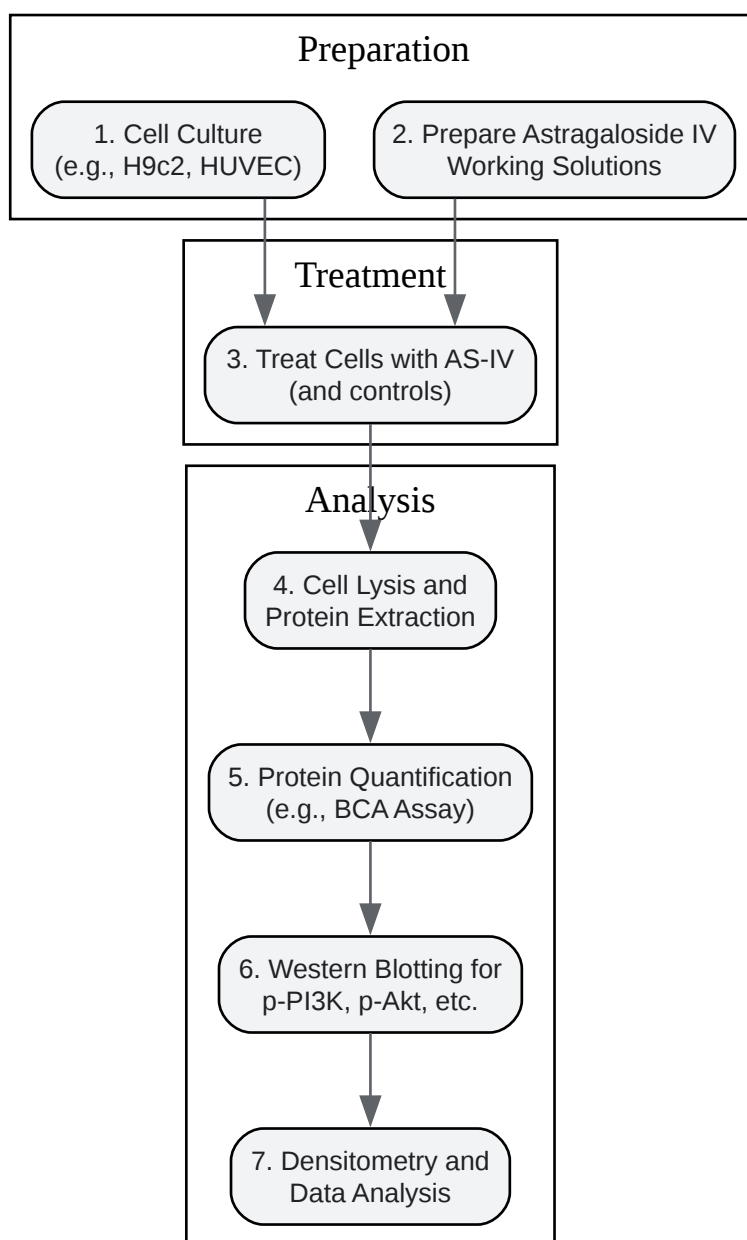 Preparation
1. Cell Culture
(e.g., H9c2, HUVEC)
2. Prepare Astragaloside IV
Working Solutions
Treatment
3. Treat Cells with AS-IV
(and controls)
Analysis
4. Cell Lysis and
Protein Extraction
5. Protein Quantification
(e.g., BCA Assay)
6. Western Blotting for
p-PI3K, p-Akt, etc.
7. Densitometry and
Data Analysis